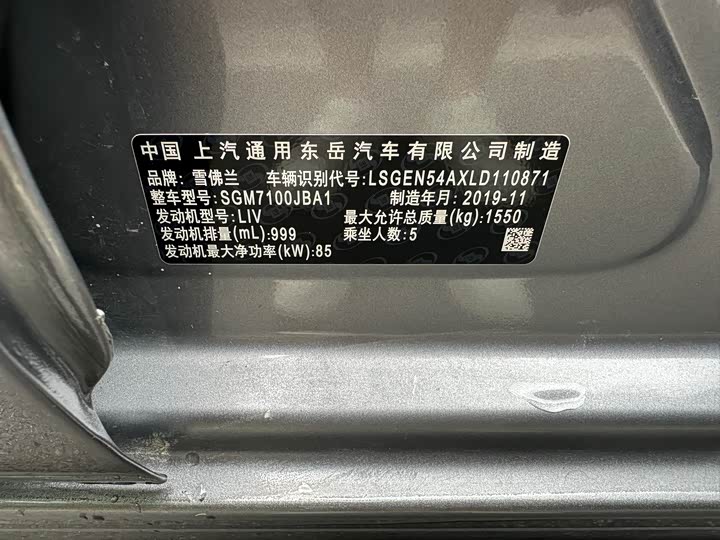 中国 上汽通用东岳汽车有限公司制造
品牌: 雪佛兰 车辆识别代号: LSGEN54AXLD110871
整车型号: SGM7100JBA1 制造年月: 2019-11
发动机型号: LIV 最大允许总质量(kg): 1550
发动机排量(mL): 999 乘坐人数: 5
发动机最大净功率(kW): 85